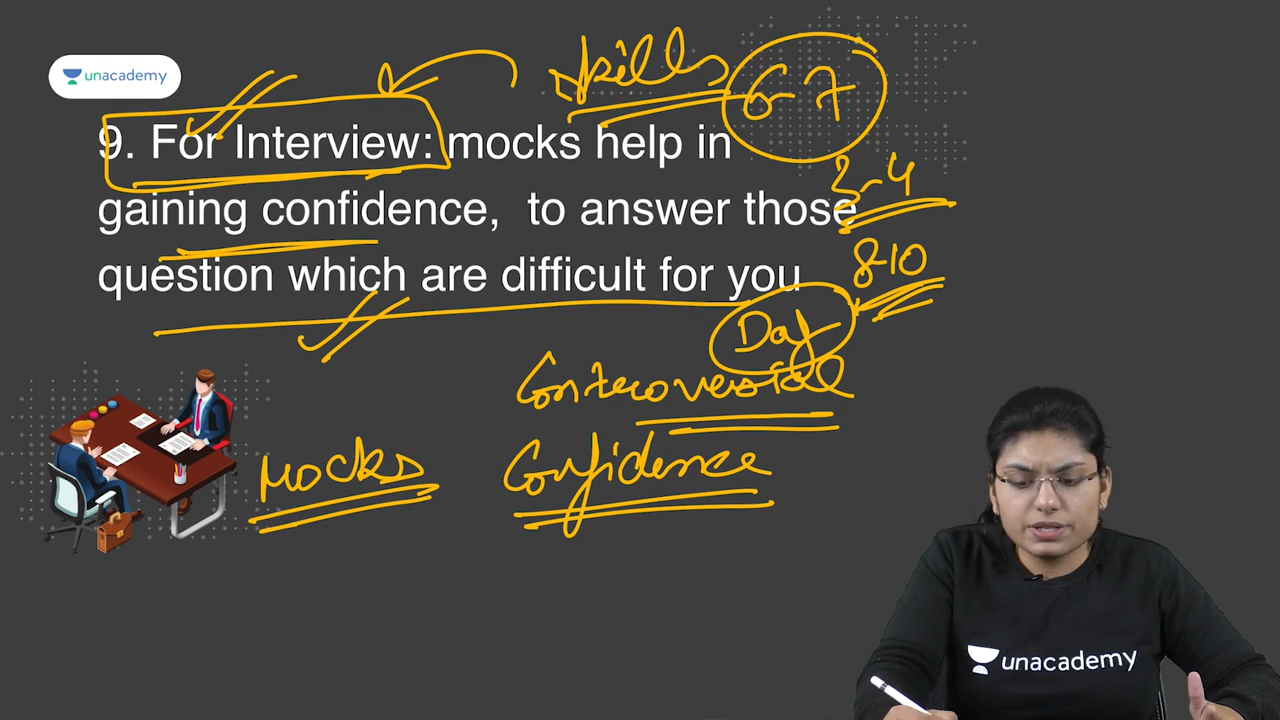 unacademy
skills
6-7
9. For Interview: mocks help in
3-4
gaining confidence, to answer those
8-10
question which are difficult for you
Day
Controversial
Mocks
Confidence
unacademy